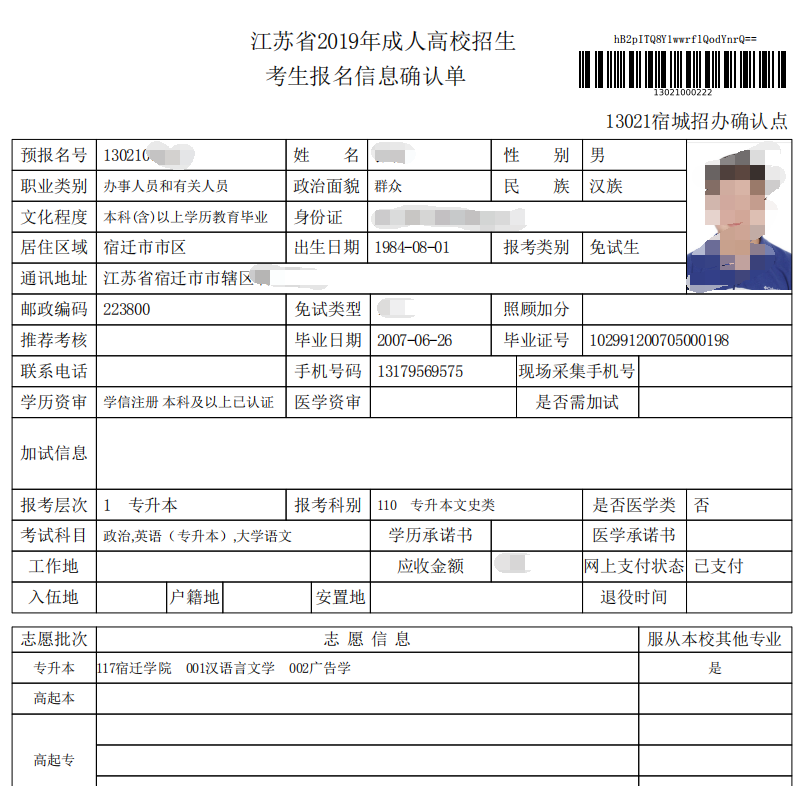 江苏省2019年成人高校招生
考生报名信息确认单
hB2pITQ8Y1wwrflQodYnrQ==
13021000222
13021宿城招办确认点
预报名号 130210 姓 名 性 别 男
职业类别 办事人员和有关人员 政治面貌 群众 民 族 汉族
文化程度 本科(含)以上学历教育毕业 身份证
居住区域 宿迁市市区 出生日期 1984-08-01 报考类别 免试生
通讯地址 江苏省宿迁市市辖区
邮政编码 223800 免试类型 照顾加分
推荐考核 毕业日期 2007-06-26 毕业证号 102991200705000198
联系电话 手机号码 13179569575 现场采集手机号
学历资审 学信注册 本科及以上已认证 医学资审 是否需加试
加试信息
报考层次 1 专升本 报考科别 110 专升本文史类 是否医学类 否
考试科目 政治,英语（专升本）,大学语文 学历承诺书 医学承诺书
工作地 应收金额 网上支付状态 已支付
入伍地 户籍地 安置地 退役时间
志愿批次 志 愿 信 息 服从本校其他专业
专升本 117宿迁学院 001汉语言文学 002广告学 是
高起本
高起专